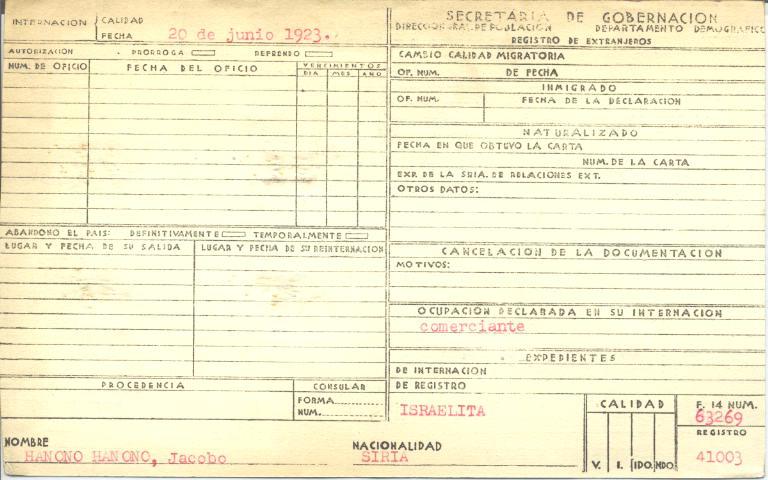 INTERNACION
CALIDAD
FECHA 20 de junio 1923.
AUTORIZACION PRORROGA REFRENDO
NUM. DE OFICIO FECHA DEL OFICIO VENCIMIENTOS
DIA MES AÑO
ABANDONO EL PAIS: DEFINITIVAMENTE TEMPORALMENTE
LUGAR Y FECHA DE SU SALIDA LUGAR Y FECHA DE SU REINTERNACION
PROCEDENCIA CONSULAR
FORMA
NUM.
SECRETARIA DE GOBERNACION
DIRECCION GRAL. DE POBLACION DEPARTAMENTO DEMOGRAFICO
REGISTRO DE EXTRANJEROS
CAMBIO CALIDAD MIGRATORIA
OF. NUM. DE FECHA
INMIGRADO
OF. NUM. FECHA DE LA DECLARACION
NATURALIZADO
FECHA EN QUE OBTUVO LA CARTA
NUM. DE LA CARTA
EXP. DE LA SRIA. DE RELACIONES EXT.
OTROS DATOS:
CANCELACION DE LA DOCUMENTACION
MOTIVOS:
OCUPACION DECLARADA EN SU INTERNACION
comerciante
EXPEDIENTES
DE INTERNACION
DE REGISTRO
ISRAELITA
CALIDAD
V. I. IDO. NDO.
F. 14 NUM.
63269
REGISTRO
41003
NOMBRE
HANONO HANONO, Jacobo
NACIONALIDAD
SIRIA